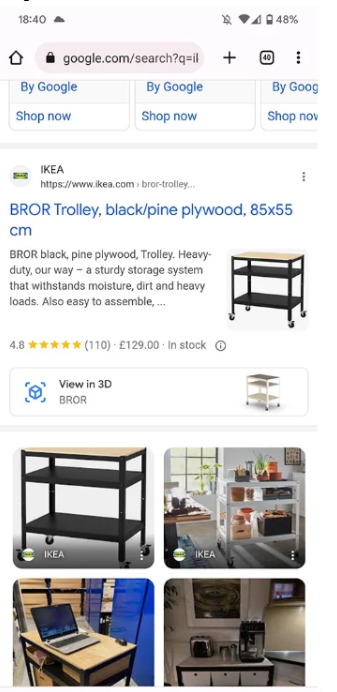 18:40
48%
google.com/search?q=il
40
By Google
By Google
By Goog
Shop now
Shop now
Shop now
IKEA
IKEA
https://www.ikea.com › bror-trolley...
BROR Trolley, black/pine plywood, 85x55
cm
BROR black, pine plywood, Trolley. Heavy-
duty, our way – a sturdy storage system
that withstands moisture, dirt and heavy
loads. Also easy to assemble, ...
4.8 ★★★★★ (110) · £129.00 · In stock
View in 3D
BROR
IKEA
IKEA